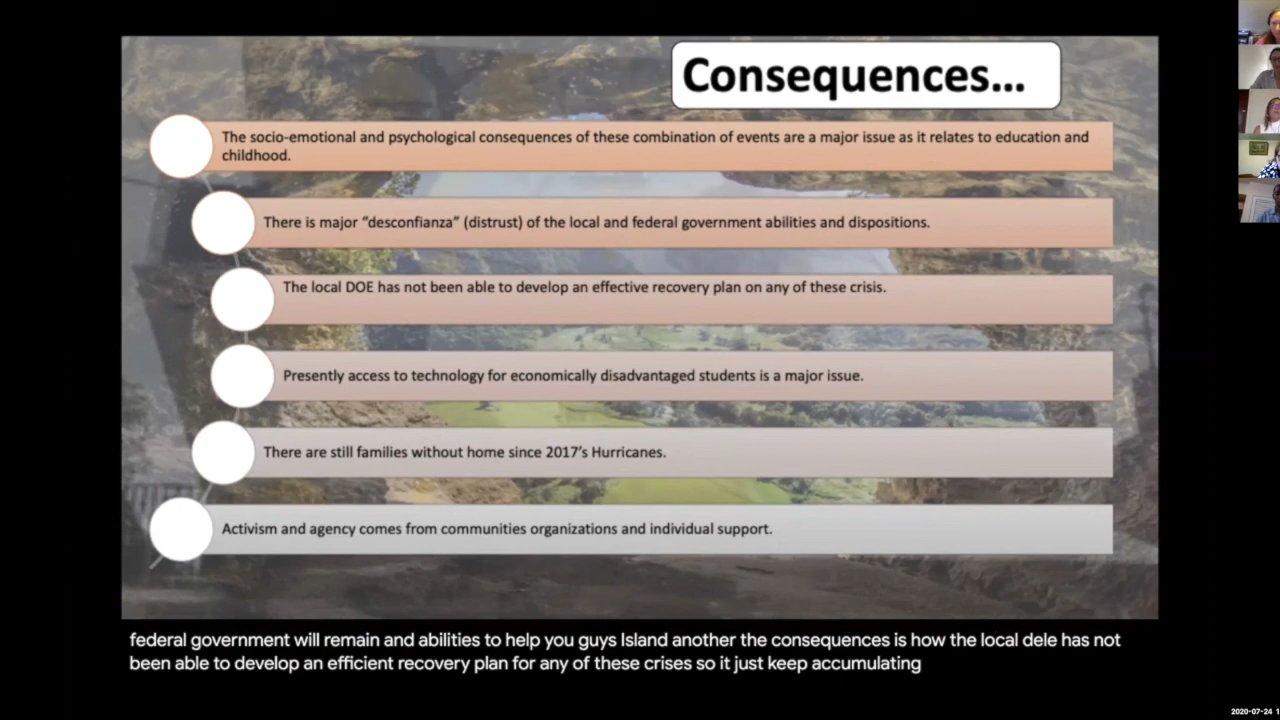 Consequences...
The socio-emotional and psychological consequences of these combination of events are a major issue as it relates to education and
childhood.
There is major “desconfianza” (distrust) of the local and federal government abilities and dispositions.
The local DOE has not been able to develop an effective recovery plan on any of these crisis.
Presently access to technology for economically disadvantaged students is a major issue.
There are still families without home since 2017’s Hurricanes.
Activism and agency comes from communities organizations and individual support.
federal government will remain and abilities to help you guys Island another the consequences is how the local dele has not
been able to develop an efficient recovery plan for any of these crises so it just keep accumulating
2020-07-24 1